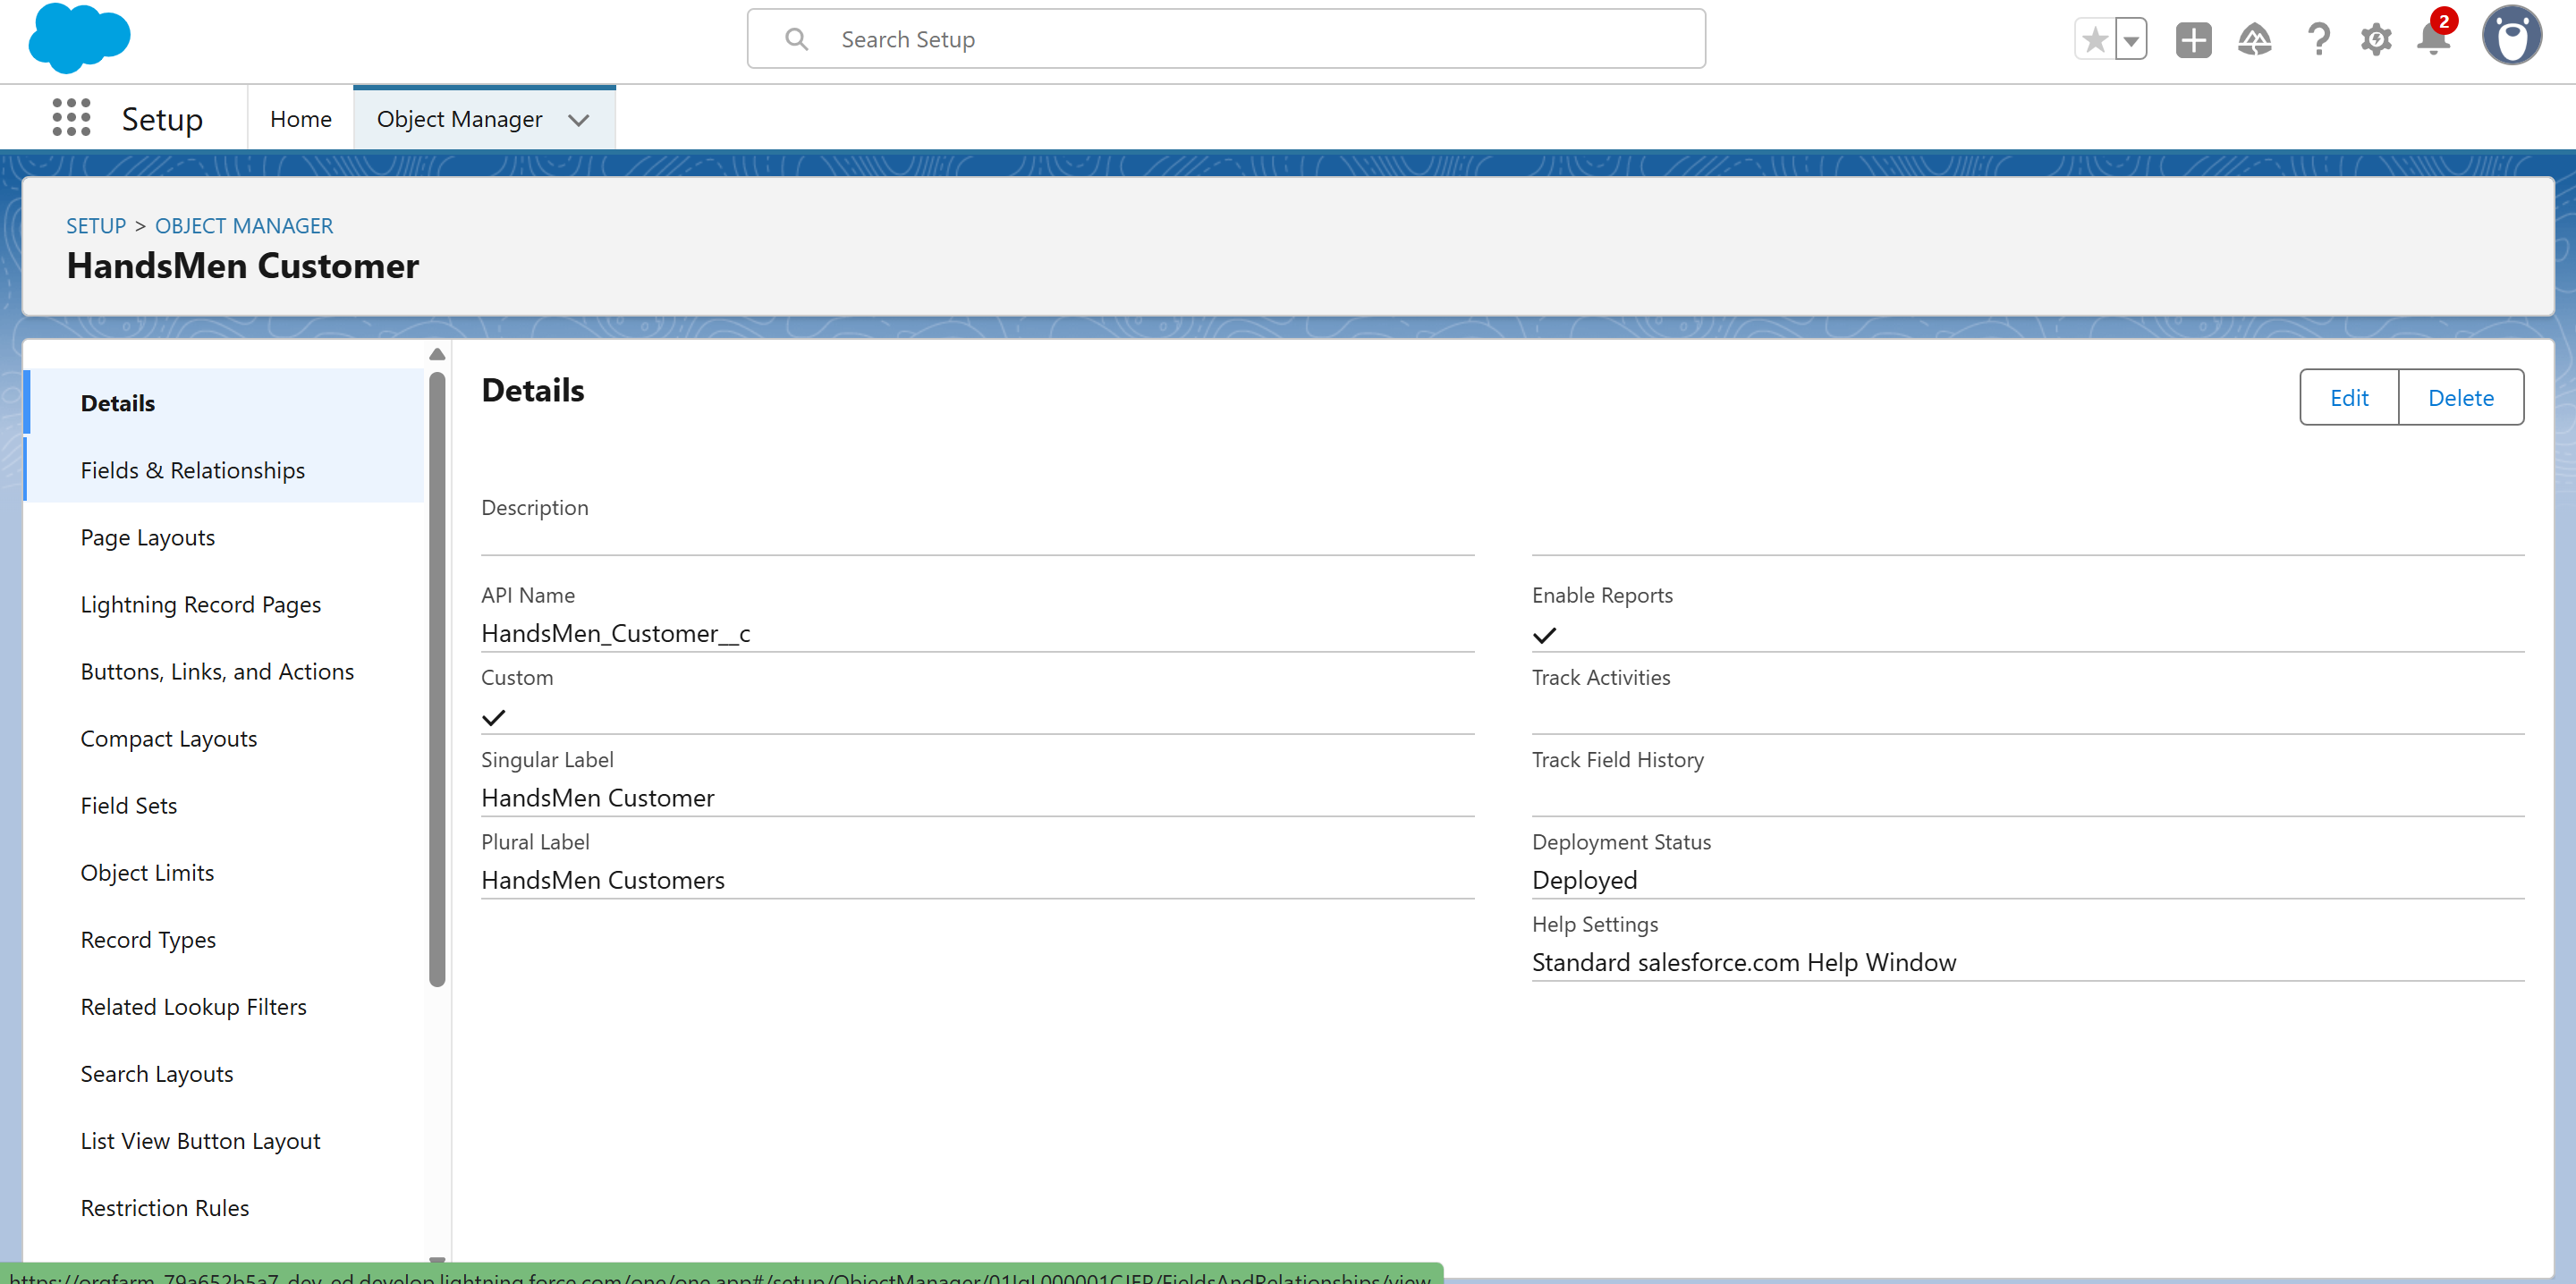 Search Setup
2
Setup
Home
Object Manager
SETUP > OBJECT MANAGER
HandsMen Customer
Details
Fields & Relationships
Page Layouts
Lightning Record Pages
Buttons, Links, and Actions
Compact Layouts
Field Sets
Object Limits
Record Types
Related Lookup Filters
Search Layouts
List View Button Layout
Restriction Rules
Details
Edit
Delete
Description
API Name
HandsMen_Customer__c
Custom
Singular Label
HandsMen Customer
Plural Label
HandsMen Customers
Enable Reports
Track Activities
Track Field History
Deployment Status
Deployed
Help Settings
Standard salesforce.com Help Window